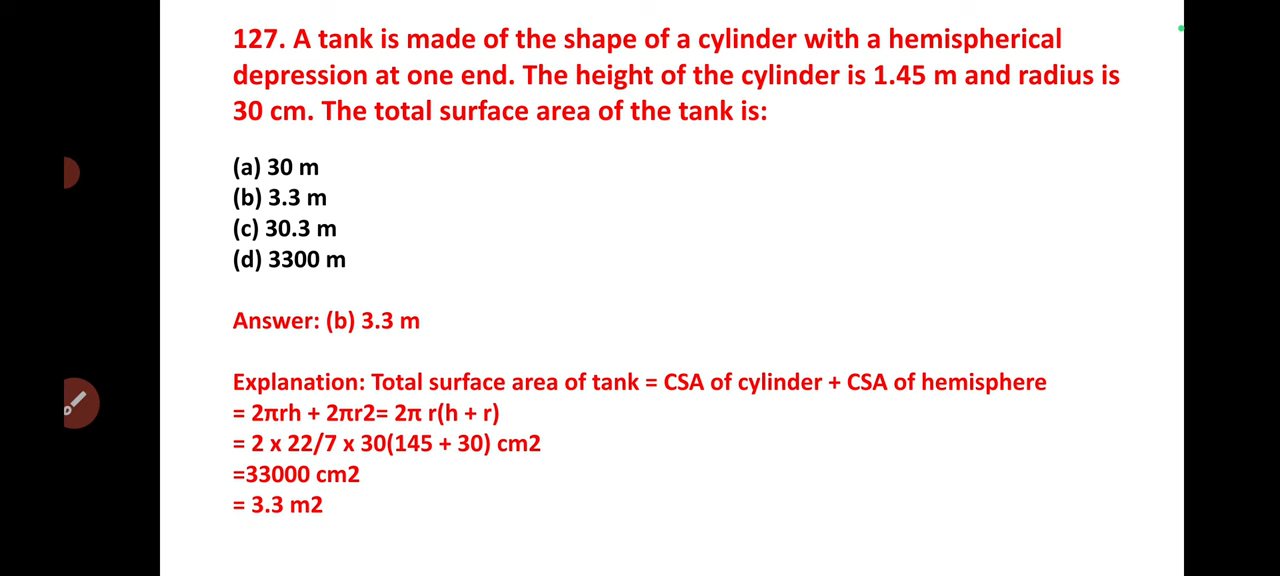 127. A tank is made of the shape of a cylinder with a hemispherical
depression at one end. The height of the cylinder is 1.45 m and radius is
30 cm. The total surface area of the tank is:
(a) 30 m
(b) 3.3 m
(c) 30.3 m
(d) 3300 m
Answer: (b) 3.3 m
Explanation: Total surface area of tank = CSA of cylinder + CSA of hemisphere
= 2πrh + 2πr2= 2π r(h + r)
= 2 x 22/7 x 30(145 + 30) cm2
=33000 cm2
= 3.3 m2